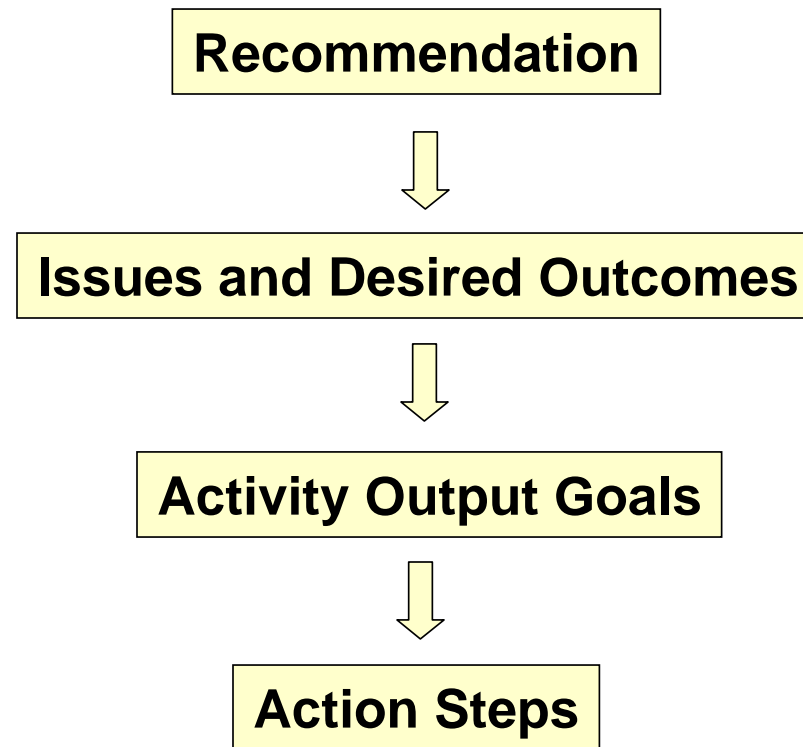 Recommendation
Issues and Desired Outcomes
Activity Output Goals
Action Steps